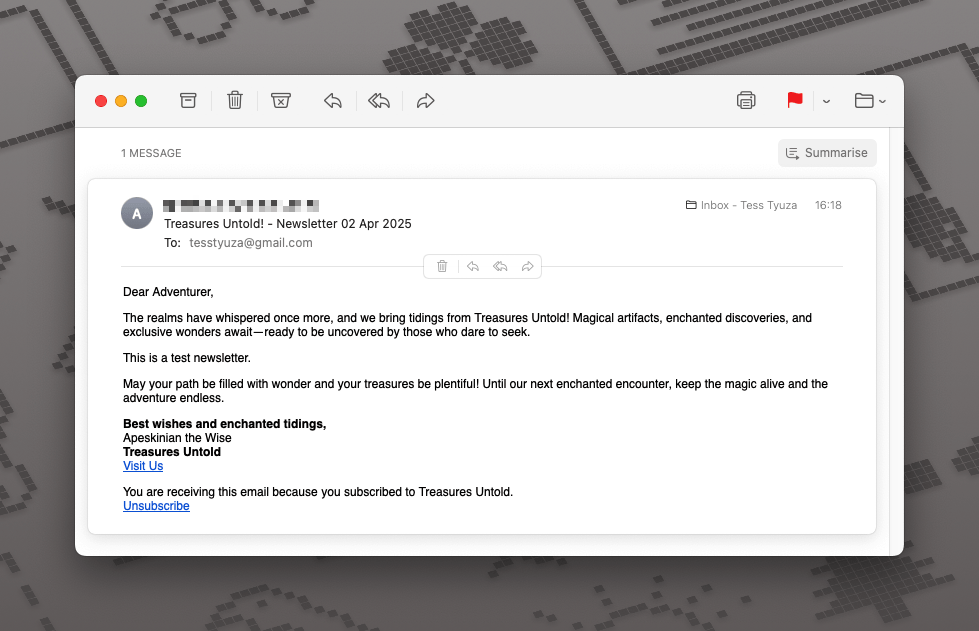 1 MESSAGE
Summarise
A
Inbox - Tess Tyuza 16:18
Treasures Untold! - Newsletter 02 Apr 2025
To: tesstyuza@gmail.com
Dear Adventurer,
The realms have whispered once more, and we bring tidings from Treasures Untold! Magical artifacts, enchanted discoveries, and
exclusive wonders await—ready to be uncovered by those who dare to seek.
This is a test newsletter.
May your path be filled with wonder and your treasures be plentiful! Until our next enchanted encounter, keep the magic alive and the
adventure endless.
Best wishes and enchanted tidings,
Apeskinian the Wise
Treasures Untold
Visit Us
You are receiving this email because you subscribed to Treasures Untold.
Unsubscribe